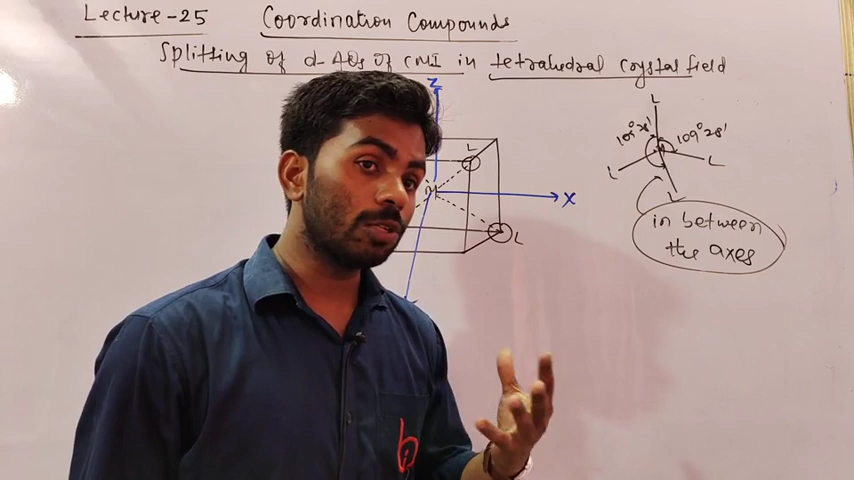 Lecture-25 Coordination Compounds
Splitting of d-AOs of CMI in tetrahedral crystal field
Z
L
M
X
L
L
109°28'
109°28'
L
L
L
in between
the axes